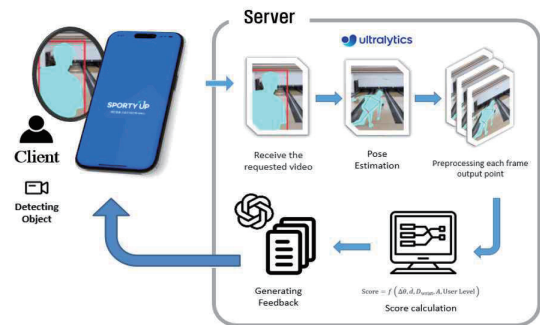 Server
ultralytics
SPORTY UP
Client
Detecting
Object
Receive the
requested video
Pose
Estimation
Preprocessing each frame
output point
Generating
Feedback
Score calculation